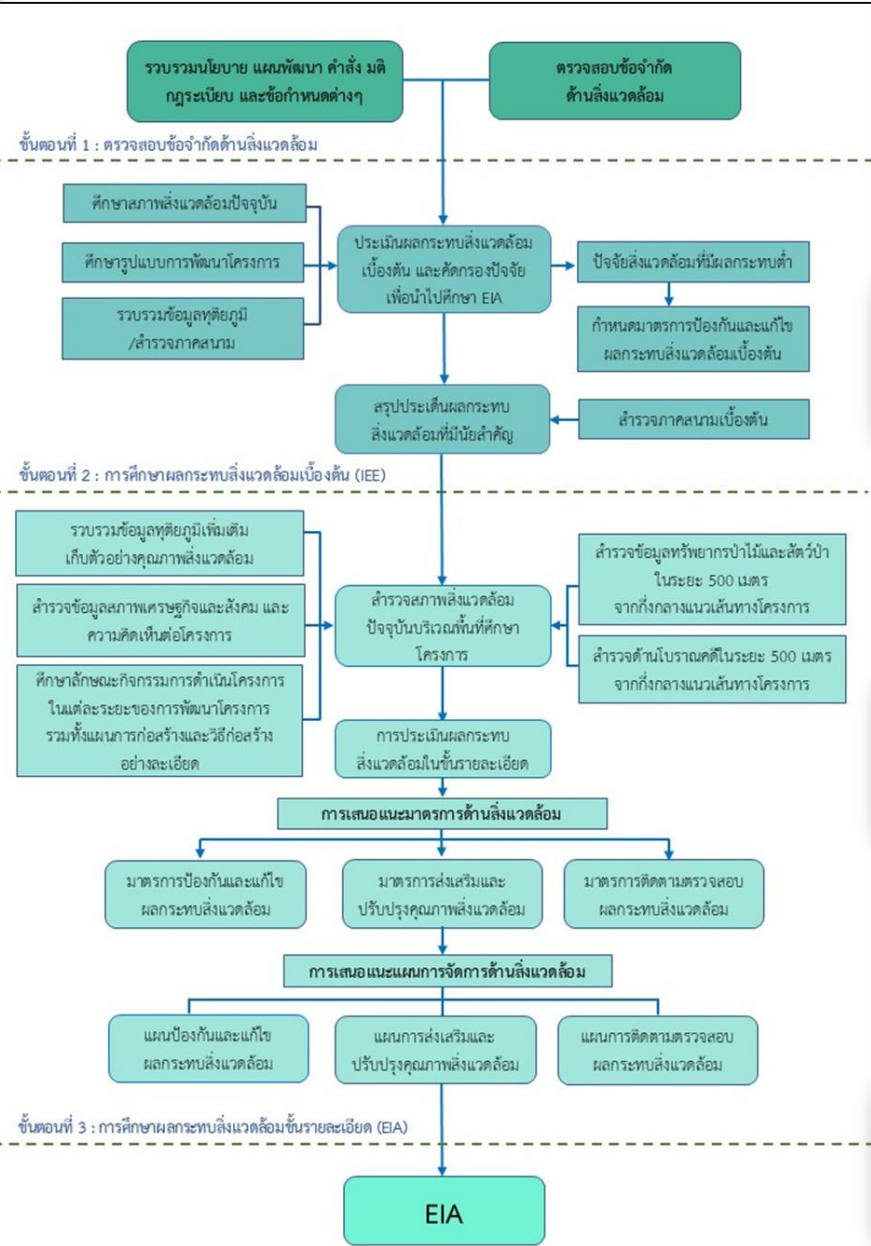 รวบรวมนโยบาย แผนพัฒนา คำสั่ง มติ
กฎระเบียบ และข้อกำหนดต่างๆ
ตรวจสอบข้อจำกัด
ด้านสิ่งแวดล้อม
ขั้นตอนที่ 1 : ตรวจสอบข้อจำกัดด้านสิ่งแวดล้อม
ศึกษาสภาพสิ่งแวดล้อมปัจจุบัน
ศึกษารูปแบบการพัฒนาโครงการ
รวบรวมข้อมูลทุติยภูมิ
/สำรวจภาคสนาม
ประเมินผลกระทบสิ่งแวดล้อม
เบื้องต้น และคัดกรองปัจจัย
เพื่อนำไปศึกษา EIA
ปัจจัยสิ่งแวดล้อมที่มีผลกระทบต่ำ
กำหนดมาตรการป้องกันและแก้ไข
ผลกระทบสิ่งแวดล้อมเบื้องต้น
สรุปประเด็นผลกระทบ
สิ่งแวดล้อมที่มีนัยสำคัญ
สำรวจภาคสนามเบื้องต้น
ขั้นตอนที่ 2 : การศึกษาผลกระทบสิ่งแวดล้อมเบื้องต้น (IEE)
รวบรวมข้อมูลทุติยภูมิเพิ่มเติม
เก็บตัวอย่างคุณภาพสิ่งแวดล้อม
สำรวจข้อมูลสภาพเศรษฐกิจและสังคม และ
ความคิดเห็นต่อโครงการ
ศึกษาลักษณะกิจกรรมการดำเนินโครงการ
ในแต่ละระยะของการพัฒนาโครงการ
รวมทั้งแผนการก่อสร้างและวิธีก่อสร้าง
อย่างละเอียด
สำรวจสภาพสิ่งแวดล้อม
ปัจจุบันบริเวณพื้นที่ศึกษา
โครงการ
สำรวจข้อมูลทรัพยากรป่าไม้และสัตว์ป่า
ในระยะ 500 เมตร
จากกึ่งกลางแนวเส้นทางโครงการ
สำรวจด้านโบราณคดีในระยะ 500 เมตร
จากกึ่งกลางแนวเส้นทางโครงการ
การประเมินผลกระทบ
สิ่งแวดล้อมในชั้นรายละเอียด
การเสนอแนะมาตรการด้านสิ่งแวดล้อม
มาตรการป้องกันและแก้ไข
ผลกระทบสิ่งแวดล้อม
มาตรการส่งเสริมและ
ปรับปรุงคุณภาพสิ่งแวดล้อม
มาตรการติดตามตรวจสอบ
ผลกระทบสิ่งแวดล้อม
การเสนอแนะแผนการจัดการด้านสิ่งแวดล้อม
แผนป้องกันและแก้ไข
ผลกระทบสิ่งแวดล้อม
แผนการส่งเสริมและ
ปรับปรุงคุณภาพสิ่งแวดล้อม
แผนการติดตามตรวจสอบ
ผลกระทบสิ่งแวดล้อม
ขั้นตอนที่ 3 : การศึกษาผลกระทบสิ่งแวดล้อมชั้นรายละเอียด (EIA)
EIA